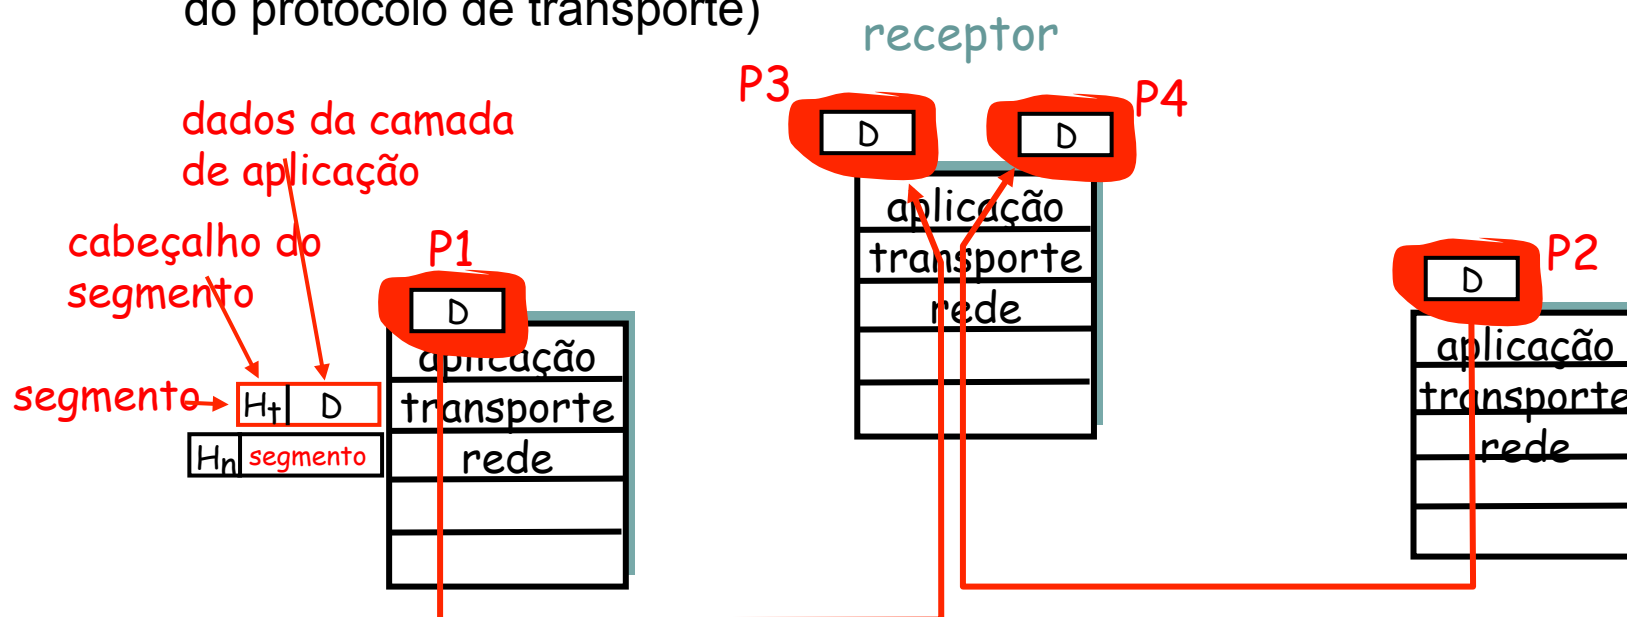 do protocolo de transporte)
receptor
P3
P4
D
D
dados da camada
de aplicação
aplicação
transporte
rede
cabeçalho do
segmento
P1
D
P2
D
aplicação
transporte
rede
segmento
Ht D
Hn segmento
aplicação
transporte
rede